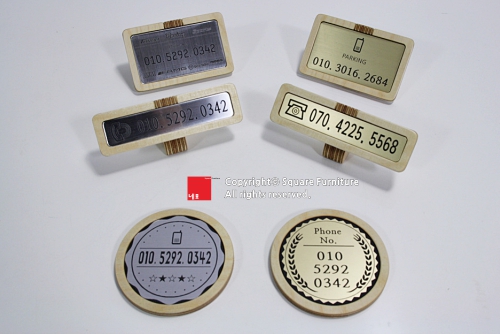 010 5292 0342
PARKING
010. 3016. 2684
010.5292.0342
070. 4225. 5568
Copyright© Square Furniture
All rights reserved.
010. 5292. 0342
Phone
No.
010
5292
0342